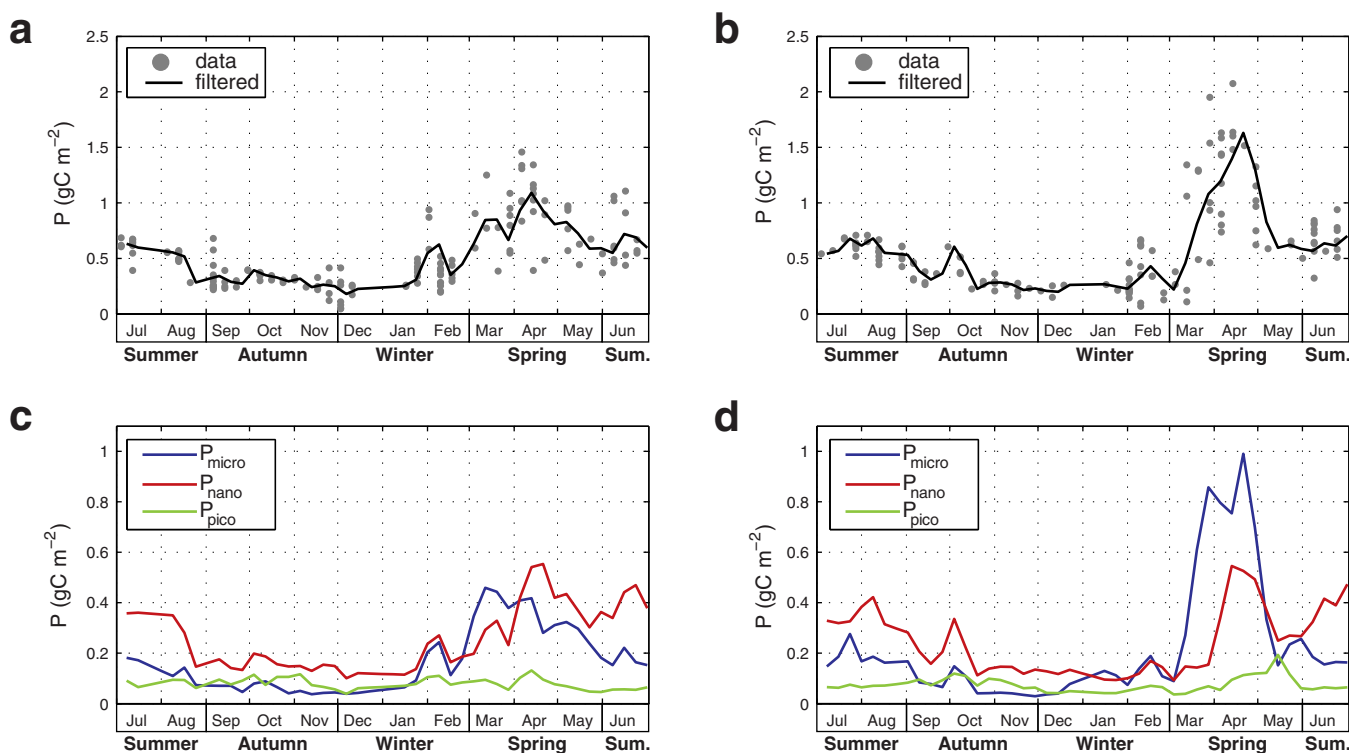 a
2.5
2
1.5
1
0.5
0
P (gC m−2)
data
filtered
Jul Aug Sep Oct Nov Dec Jan Feb Mar Apr May Jun
Summer Autumn Winter Spring Sum.
b
2.5
2
1.5
1
0.5
0
P (gC m−2)
data
filtered
Jul Aug Sep Oct Nov Dec Jan Feb Mar Apr May Jun
Summer Autumn Winter Spring Sum.
c
1
0.8
0.6
0.4
0.2
0
P (gC m−2)
Pmicro
Pnano
Ppico
Jul Aug Sep Oct Nov Dec Jan Feb Mar Apr May Jun
Summer Autumn Winter Spring Sum.
d
1
0.8
0.6
0.4
0.2
0
P (gC m−2)
Pmicro
Pnano
Ppico
Jul Aug Sep Oct Nov Dec Jan Feb Mar Apr May Jun
Summer Autumn Winter Spring Sum.